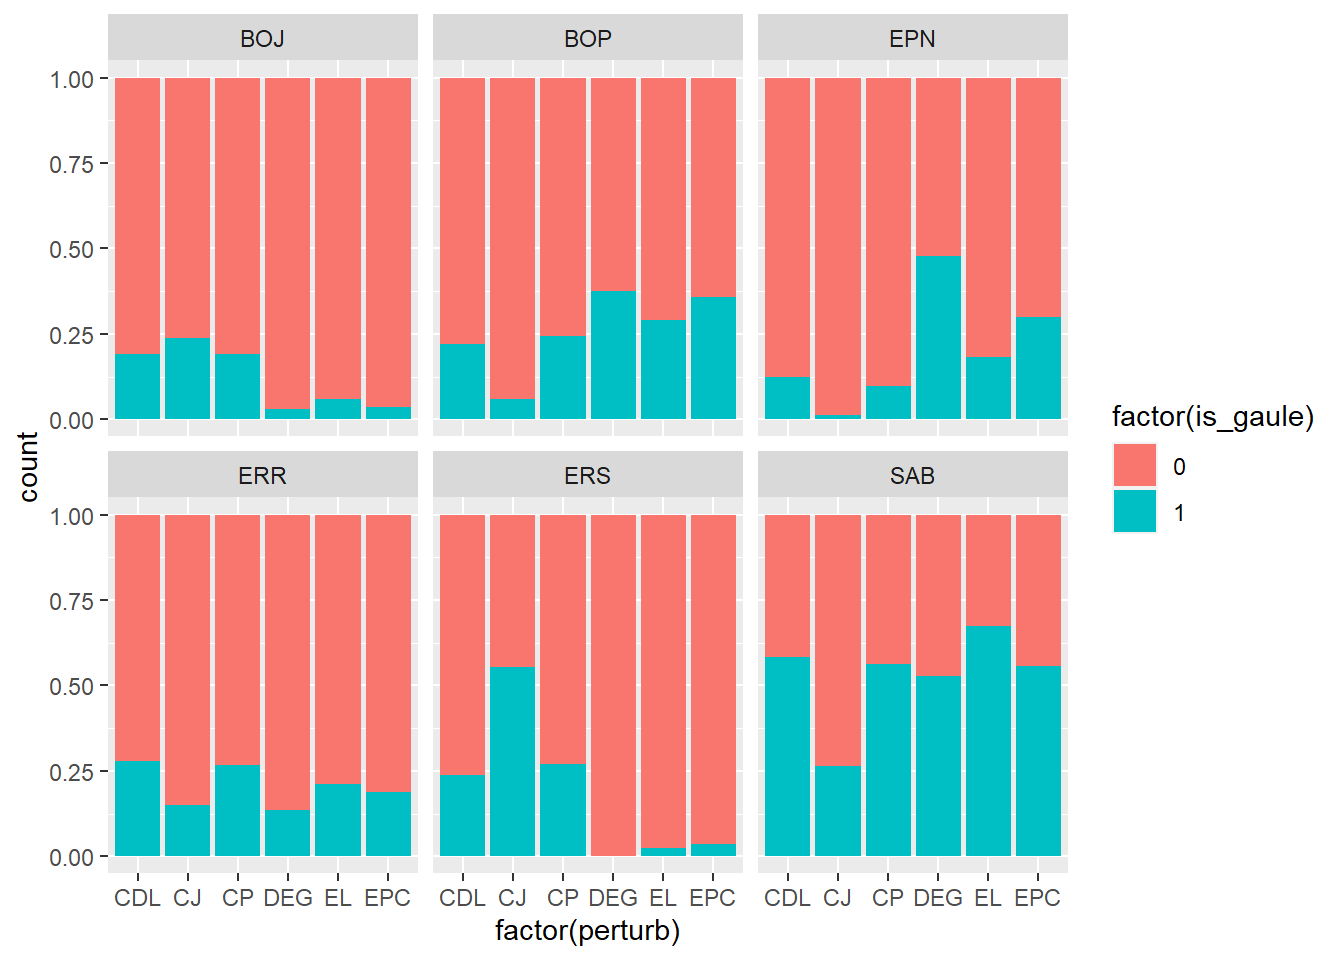 BOJ BOP EPN
1.00
0.75
0.50
0.25
0.00
ERR ERS SAB
1.00
0.75
0.50
0.25
0.00
CDL CJ CP DEG EL EPC CDL CJ CP DEG EL EPC CDL CJ CP DEG EL EPC
factor(perturb)
count
factor(is_gaule)
0
1